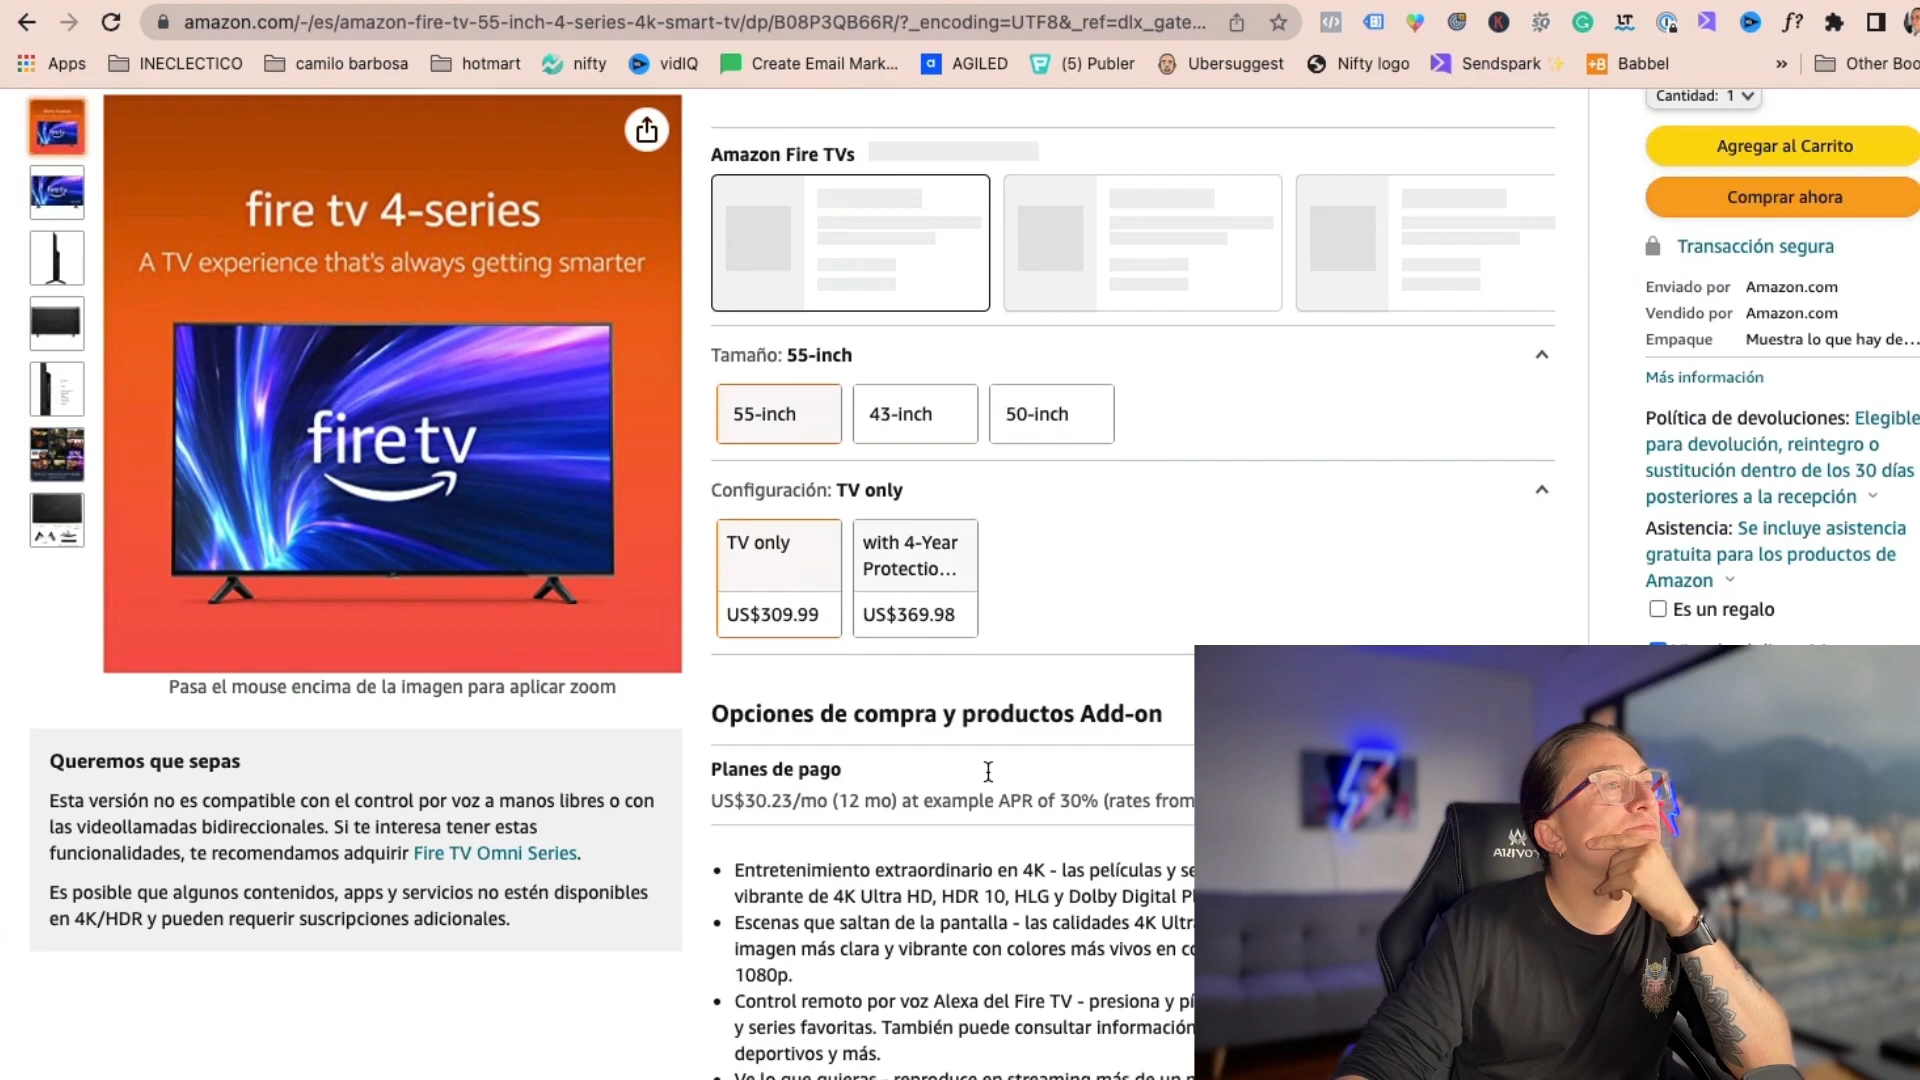 amazon.com/-/es/amazon-fire-tv-55-inch-4-series-4k-smart-tv/dp/B08P3QB66R/?_encoding=UTF8&_ref=dlx_gate...
Apps INECLECTICO camilo barbosa hotmart nifty vidIQ Create Email Mark... AGILED (5) Publer Ubersuggest Nifty logo Sendspark Babbel » Other Boo
fire tv 4-series
A TV experience that's always getting smarter
fire tv
Pasa el mouse encima de la imagen para aplicar zoom
Queremos que sepas
Esta versión no es compatible con el control por voz a manos libres o con
las videollamadas bidireccionales. Si te interesa tener estas
funcionalidades, te recomendamos adquirir Fire TV Omni Series.
Es posible que algunos contenidos, apps y servicios no estén disponibles
en 4K/HDR y pueden requerir suscripciones adicionales.
Amazon Fire TVs
Tamaño: 55-inch
55-inch 43-inch 50-inch
Configuración: TV only
TV only
US$309.99
with 4-Year
Protectio...
US$369.98
Opciones de compra y productos Add-on
Planes de pago
US$30.23/mo (12 mo) at example APR of 30% (rates from
• Entretenimiento extraordinario en 4K - las películas y se
vibrante de 4K Ultra HD, HDR 10, HLG y Dolby Digital Pl
• Escenas que saltan de la pantalla - las calidades 4K Ultr
imagen más clara y vibrante con colores más vivos en co
1080p.
• Control remoto por voz Alexa del Fire TV - presiona y pí
y series favoritas. También puede consultar información
deportivos y más.
• Ve lo que quieras - reproduce en streaming más de un
Cantidad: 1
Agregar al Carrito
Comprar ahora
Transacción segura
Enviado por Amazon.com
Vendido por Amazon.com
Empaque Muestra lo que hay de...
Más información
Política de devoluciones: Elegible
para devolución, reintegro o
sustitución dentro de los 30 días
posteriores a la recepción
Asistencia: Se incluye asistencia
gratuita para los productos de
Amazon
Es un regalo